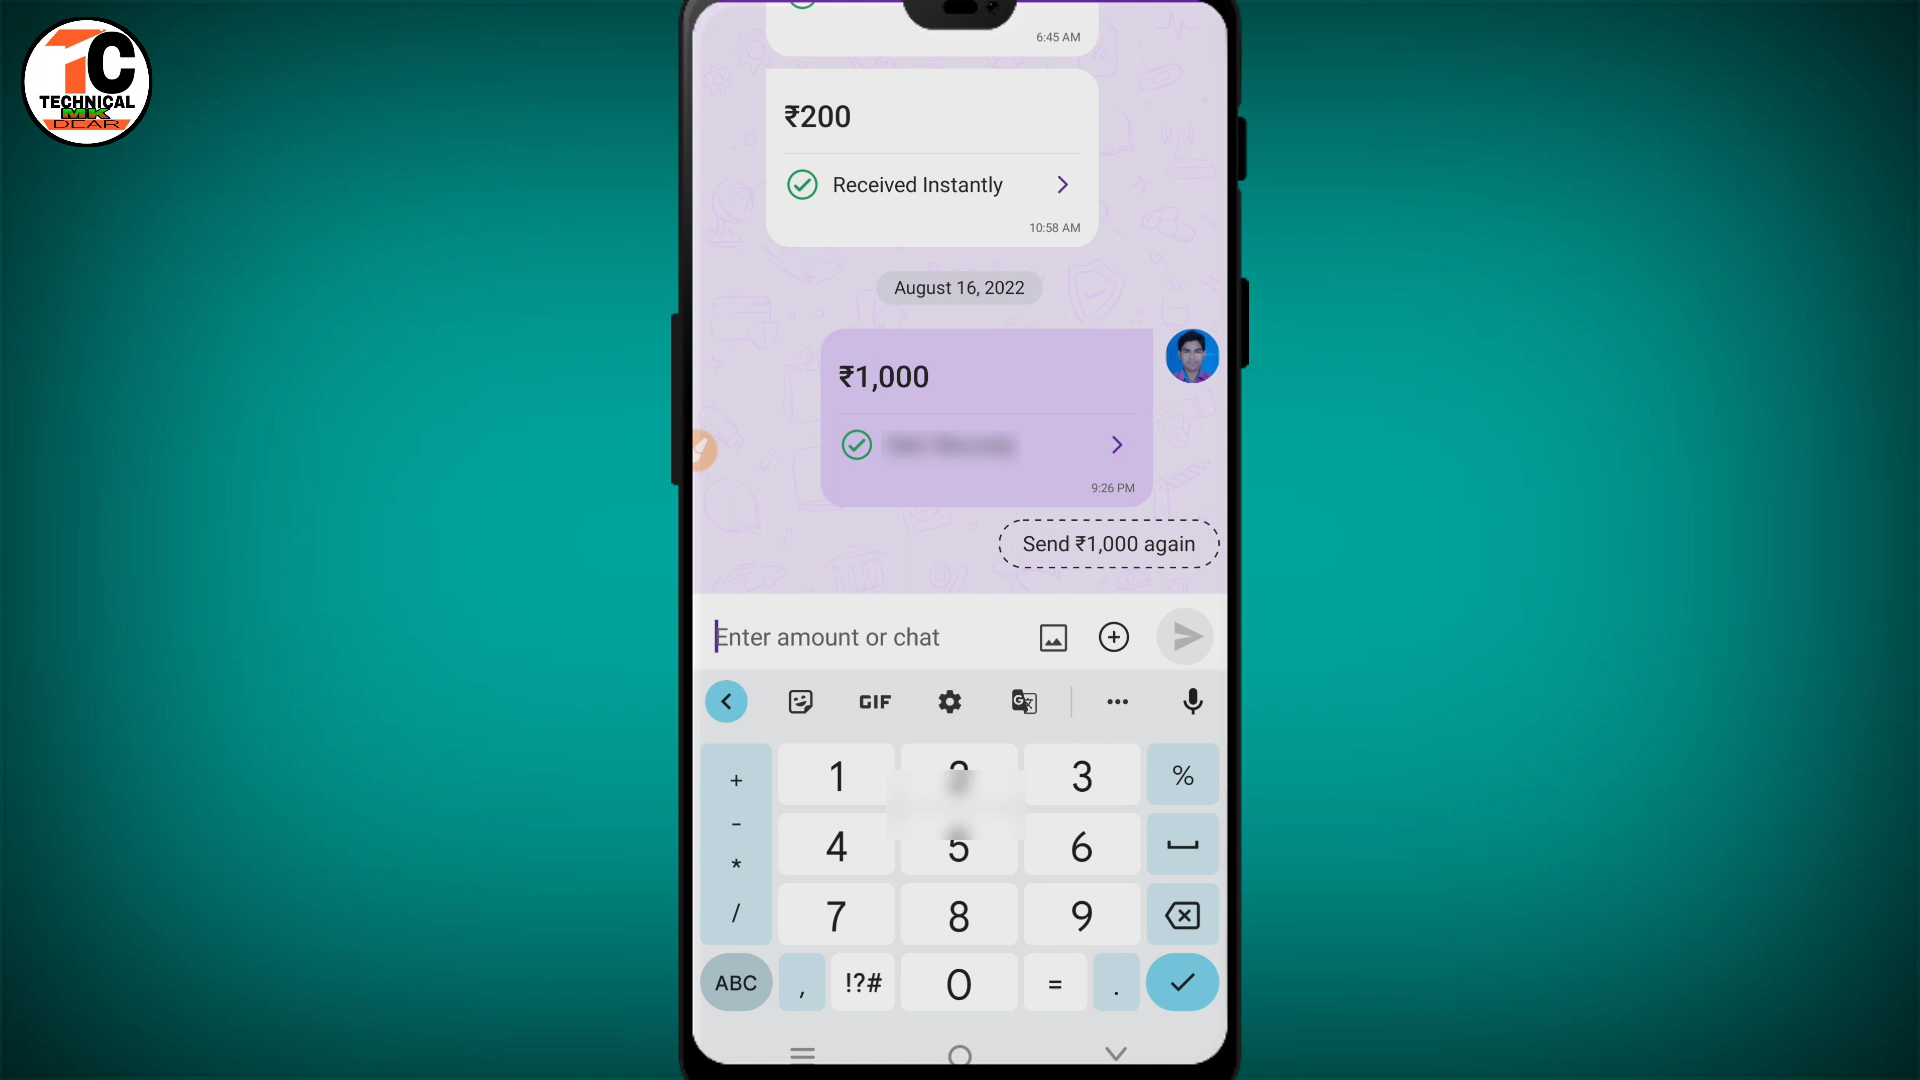 TC
TECHNICAL
MK
DEAR
6:45 AM
₹200
Received Instantly
10:58 AM
August 16, 2022
₹1,000
9:26 PM
Send ₹1,000 again
Enter amount or chat
GIF
+ 1 2 3 %
- 4 5 6
*
/ 7 8 9
ABC , !?# 0 = .